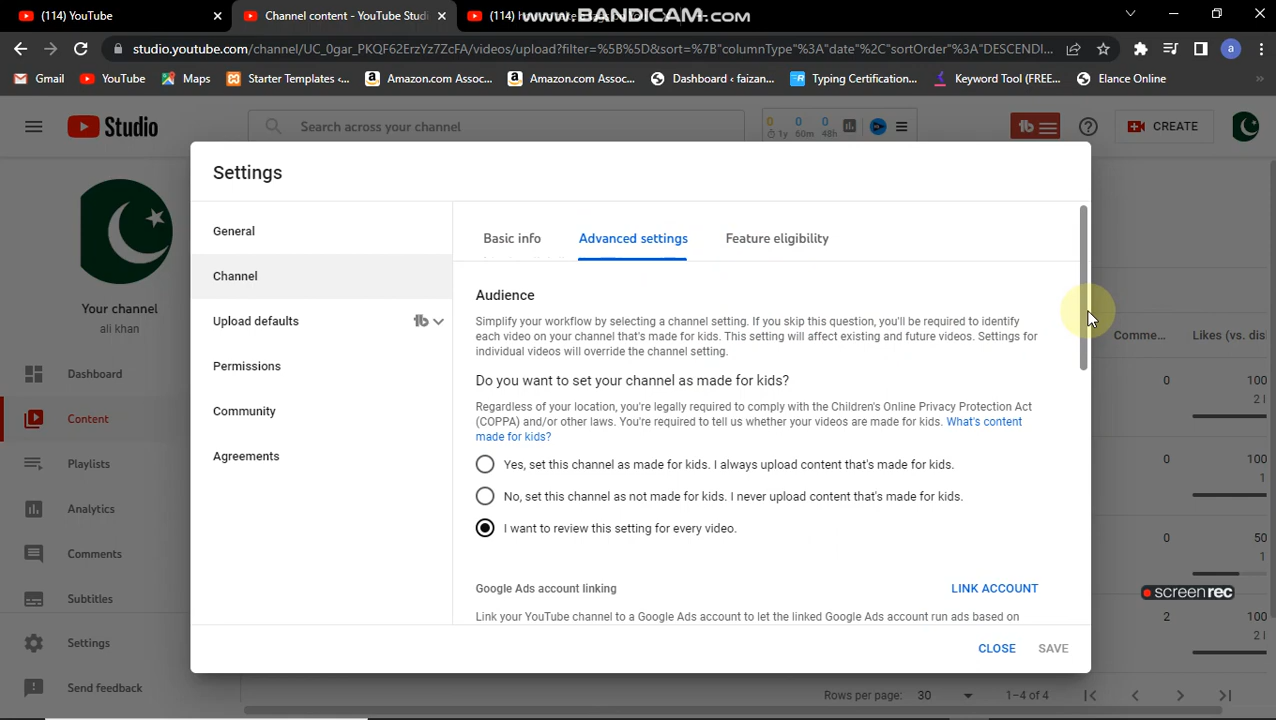 (114) YouTube
Channel content - YouTube Studi
(114) h
WWW.BANDICAM.COM
studio.youtube.com/channel/UC_0gar_PKQF62ErzYz7ZcFA/videos/upload?filter=%5B%5D&sort=%7B"columnType"%3A"date"%2C"sortOrder"%3A"DESCENDI...
Gmail
YouTube
Maps
Starter Templates ‹...
Amazon.com Assoc...
Amazon.com Assoc...
Dashboard ‹ faizan...
Typing Certification...
Keyword Tool (FREE...
Elance Online
»
Studio
Search across your channel
0 0 0
1y 60m 48h
tb
CREATE
Settings
Your channel
ali khan
Dashboard
Content
Playlists
Analytics
Comments
Subtitles
Settings
Send feedback
General
Channel
Upload defaults
tb
Permissions
Community
Agreements
Basic info
Advanced settings
Feature eligibility
Audience
Simplify your workflow by selecting a channel setting. If you skip this question, you'll be required to identify
each video on your channel that's made for kids. This setting will affect existing and future videos. Settings for
individual videos will override the channel setting.
Do you want to set your channel as made for kids?
Regardless of your location, you're legally required to comply with the Children's Online Privacy Protection Act
(COPPA) and/or other laws. You're required to tell us whether your videos are made for kids. What's content
made for kids?
Yes, set this channel as made for kids. I always upload content that's made for kids.
No, set this channel as not made for kids. I never upload content that's made for kids.
I want to review this setting for every video.
Google Ads account linking
LINK ACCOUNT
Link your YouTube channel to a Google Ads account to let the linked Google Ads account run ads based on
CLOSE
SAVE
Comme...
Likes (vs. dis
0
100
2 l
0
100
1
0
50
1
screenrec
2
100
2 l
Rows per page: 30
1–4 of 4